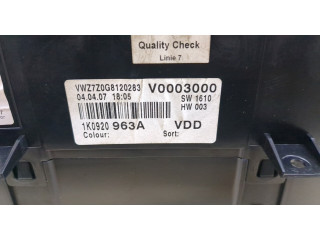 Quality Check
Linie 7
VWZ7Z0G8120283 V0003000
04.04.07 16:05 SW 1610
HW 003
1K0920 963A VDD
Colour: Sort: